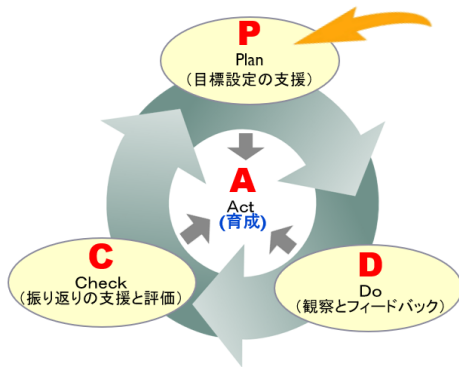 P
Plan
（目標設定の支援）
A
Act
(育成)
C
Check
（振り返りの支援と評価）
D
Do
（観察とフィードバック）